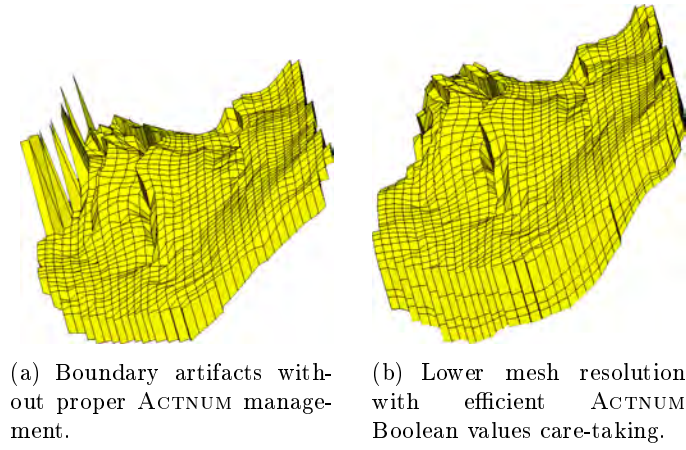 (a) Boundary artifacts with-
out proper ACTNUM manage-
ment.
(b) Lower mesh resolution
with efficient ACTNUM
Boolean values care-taking.